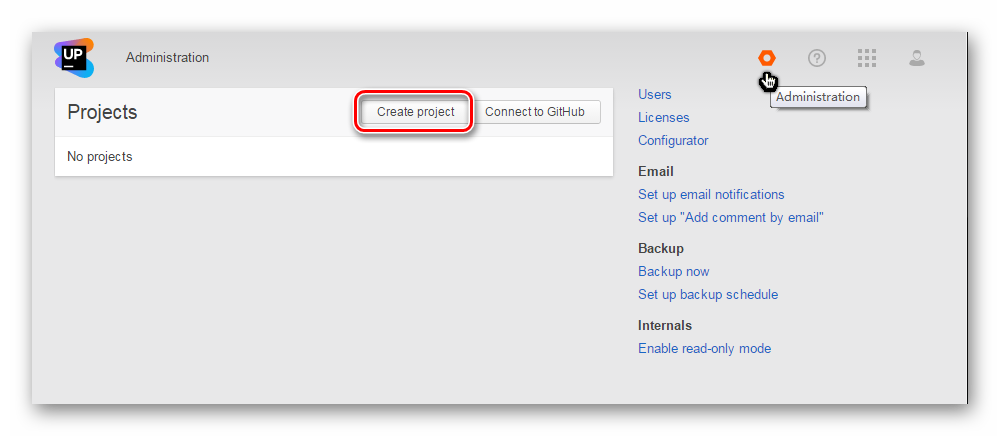 UP
Administration
Projects
Create project
Connect to GitHub
No projects
Administration
Users
Licenses
Configurator
Email
Set up email notifications
Set up "Add comment by email"
Backup
Backup now
Set up backup schedule
Internals
Enable read-only mode